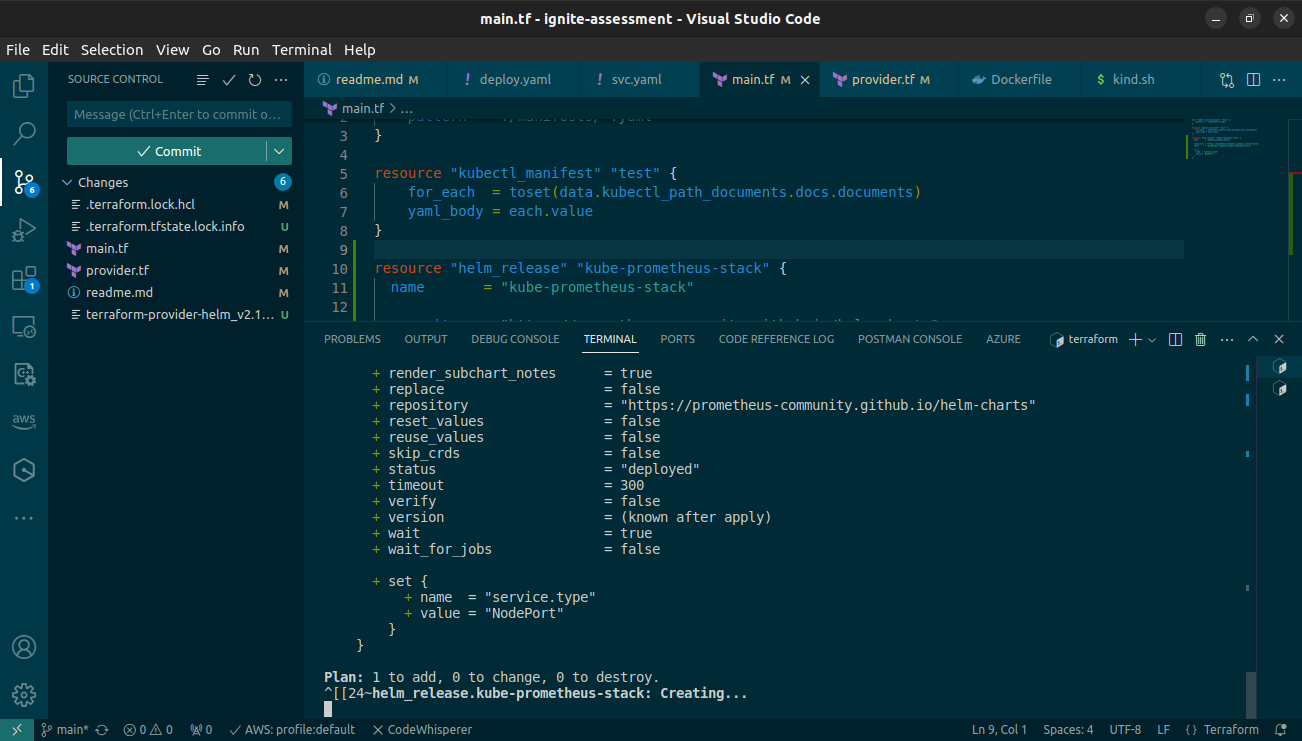 main.tf - ignite-assessment - Visual Studio Code
File Edit Selection View Go Run Terminal Help
SOURCE CONTROL
Message (Ctrl+Enter to commit o...
Commit
Changes 6
.terraform.lock.hcl M
.terraform.tfstate.lock.info U
main.tf M
provider.tf M
readme.md M
terraform-provider-helm_v2.1... U
6
1
aws
readme.md M
! deploy.yaml
! svc.yaml
main.tf M
provider.tf M
Dockerfile
$ kind.sh
main.tf > ...
3 }
4
5 resource "kubectl_manifest" "test" {
6 for_each = toset(data.kubectl_path_documents.docs.documents)
7 yaml_body = each.value
8 }
9
10 resource "helm_release" "kube-prometheus-stack" {
11 name = "kube-prometheus-stack"
12
PROBLEMS OUTPUT DEBUG CONSOLE TERMINAL PORTS CODE REFERENCE LOG POSTMAN CONSOLE AZURE
terraform
+ render_subchart_notes = true
+ replace = false
+ repository = "https://prometheus-community.github.io/helm-charts"
+ reset_values = false
+ reuse_values = false
+ skip_crds = false
+ status = "deployed"
+ timeout = 300
+ verify = false
+ version = (known after apply)
+ wait = true
+ wait_for_jobs = false
+ set {
+ name = "service.type"
+ value = "NodePort"
}
}
Plan: 1 to add, 0 to change, 0 to destroy.
^[[24~helm_release.kube-prometheus-stack: Creating...
main* 0 0 0 AWS: profile:default CodeWhisperer Ln 9, Col 1 Spaces: 4 UTF-8 LF {} Terraform